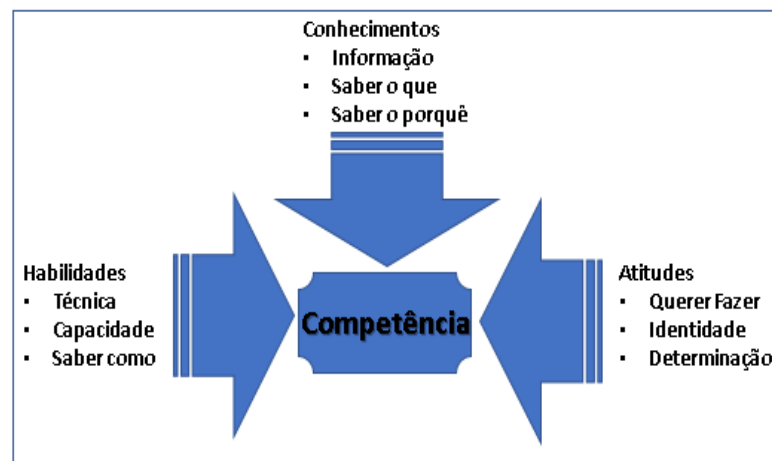 Conhecimentos
▪ Informação
▪ Saber o que
▪ Saber o porquê
Habilidades
▪ Técnica
▪ Capacidade
▪ Saber como
Competência
Atitudes
▪ Querer Fazer
▪ Identidade
▪ Determinação